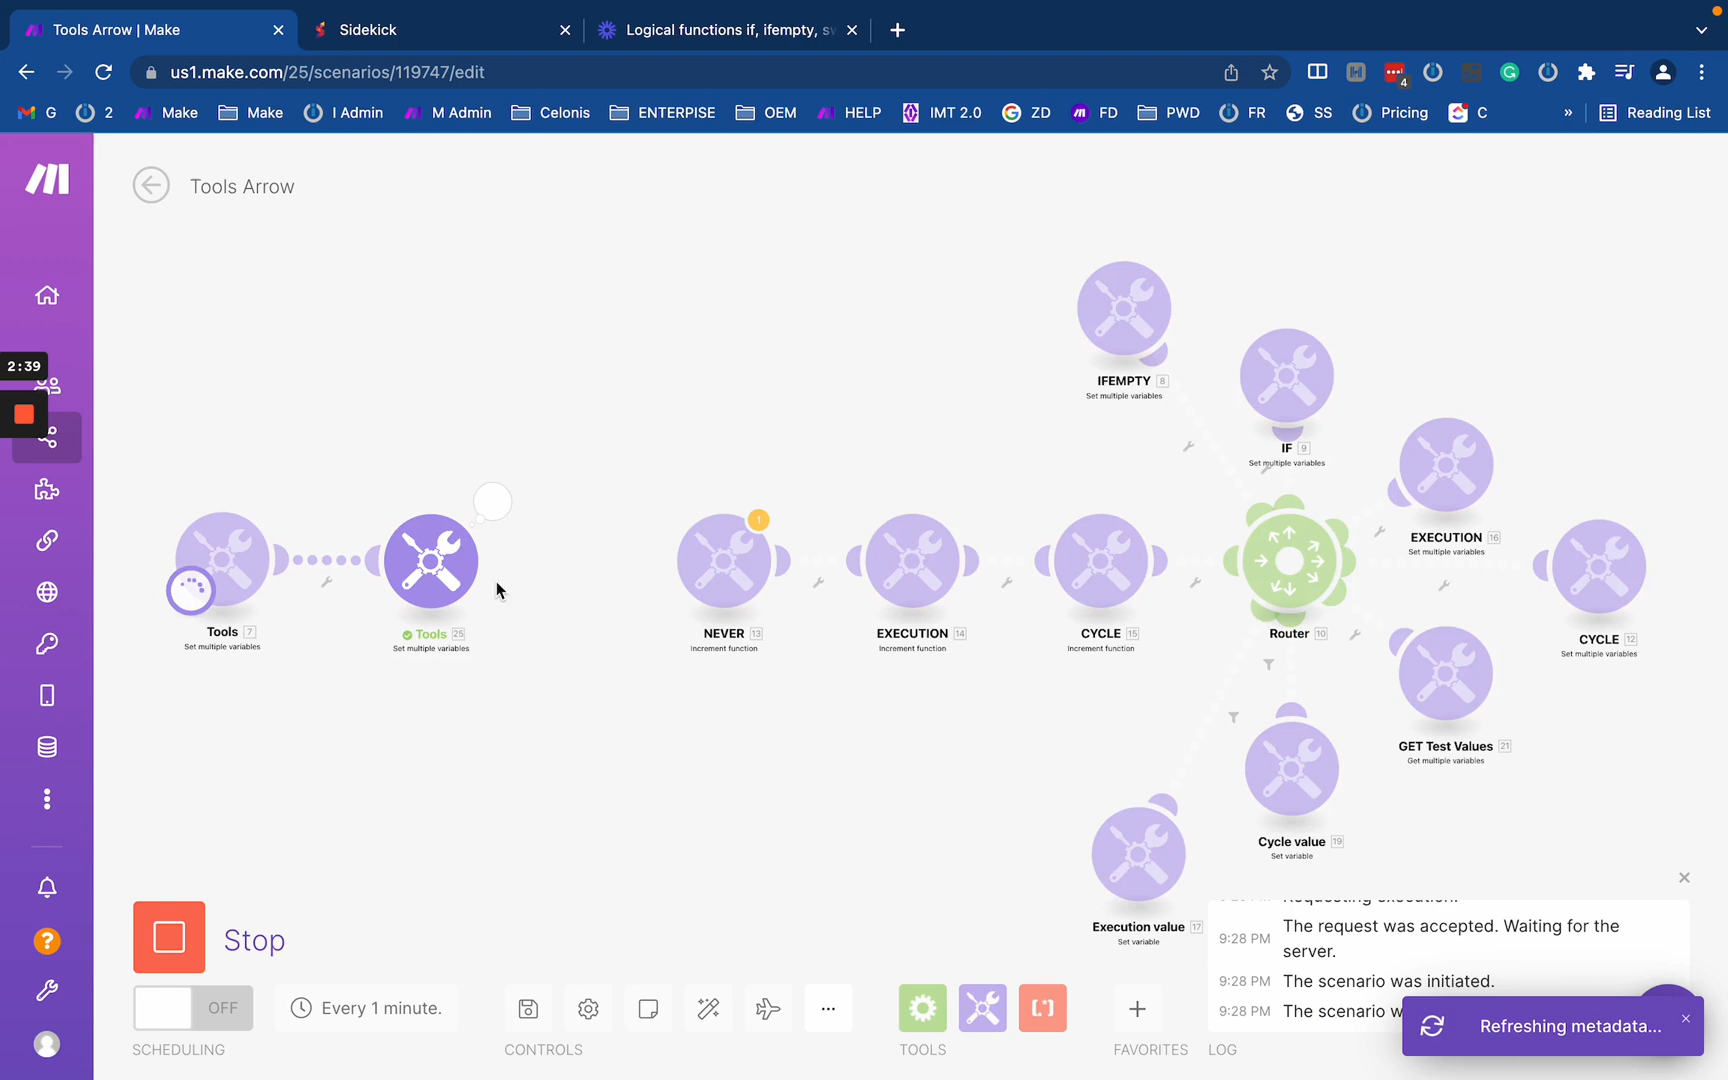 Tools Arrow | Make
Sidekick
Logical functions if, ifempty, sw
us1.make.com/25/scenarios/119747/edit
4
G
2
Make
Make
I Admin
M Admin
Celonis
ENTERPISE
OEM
HELP
IMT 2.0
ZD
FD
PWD
FR
SS
Pricing
C
»
Reading List
Tools Arrow
2:39
IFEMPTY 8
Set multiple variables
IF 9
Set multiple variables
EXECUTION 16
Set multiple variables
1
Tools 7
Set multiple variables
Tools 25
Set multiple variables
NEVER 13
Increment function
EXECUTION 14
Increment function
CYCLE 15
Increment function
Router 10
CYCLE 12
Set multiple variables
GET Test Values 21
Get multiple variables
Cycle value 19
Set variable
Execution value 17
Set variable
Stop
Requesting execution.
9:28 PM The request was accepted. Waiting for the
server.
9:28 PM The scenario was initiated.
9:28 PM The scenario
Refreshing metadata...
OFF
Every 1 minute.
...
[.*]
SCHEDULING
CONTROLS
TOOLS
FAVORITES
LOG
?